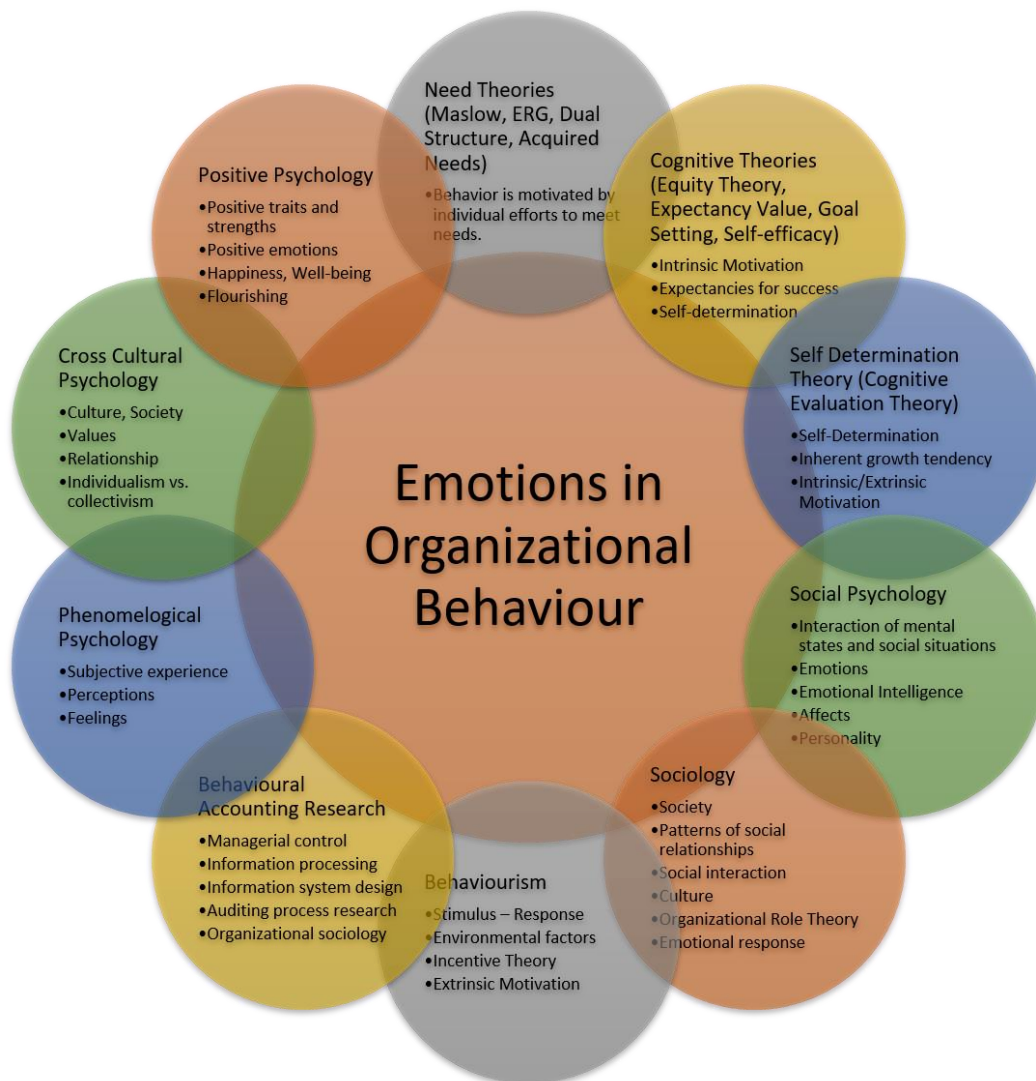 Need Theories
(Maslow, ERG, Dual
Structure, Acquired
Needs)
•Behavior is motivated by
individual efforts to meet
needs.
Cognitive Theories
(Equity Theory,
Expectancy Value, Goal
Setting, Self-efficacy)
•Intrinsic Motivation
•Expectancies for success
•Self-determination
Self Determination
Theory (Cognitive
Evaluation Theory)
•Self-Determination
•Inherent growth tendency
•Intrinsic/Extrinsic
Motivation
Social Psychology
•Interaction of mental
states and social situations
•Emotions
•Emotional Intelligence
•Affects
•Personality
Sociology
•Society
•Patterns of social
relationships
•Social interaction
•Culture
•Organizational Role Theory
•Emotional response
Behaviourism
•Stimulus – Response
•Environmental factors
•Incentive Theory
•Extrinsic Motivation
Behavioural
Accounting Research
•Managerial control
•Information processing
•Information system design
•Auditing process research
•Organizational sociology
Phenomelogical
Psychology
•Subjective experience
•Perceptions
•Feelings
Cross Cultural
Psychology
•Culture, Society
•Values
•Relationship
•Individualism vs.
collectivism
Positive Psychology
•Positive traits and
strengths
•Positive emotions
•Happiness, Well-being
•Flourishing
Emotions in
Organizational
Behaviour